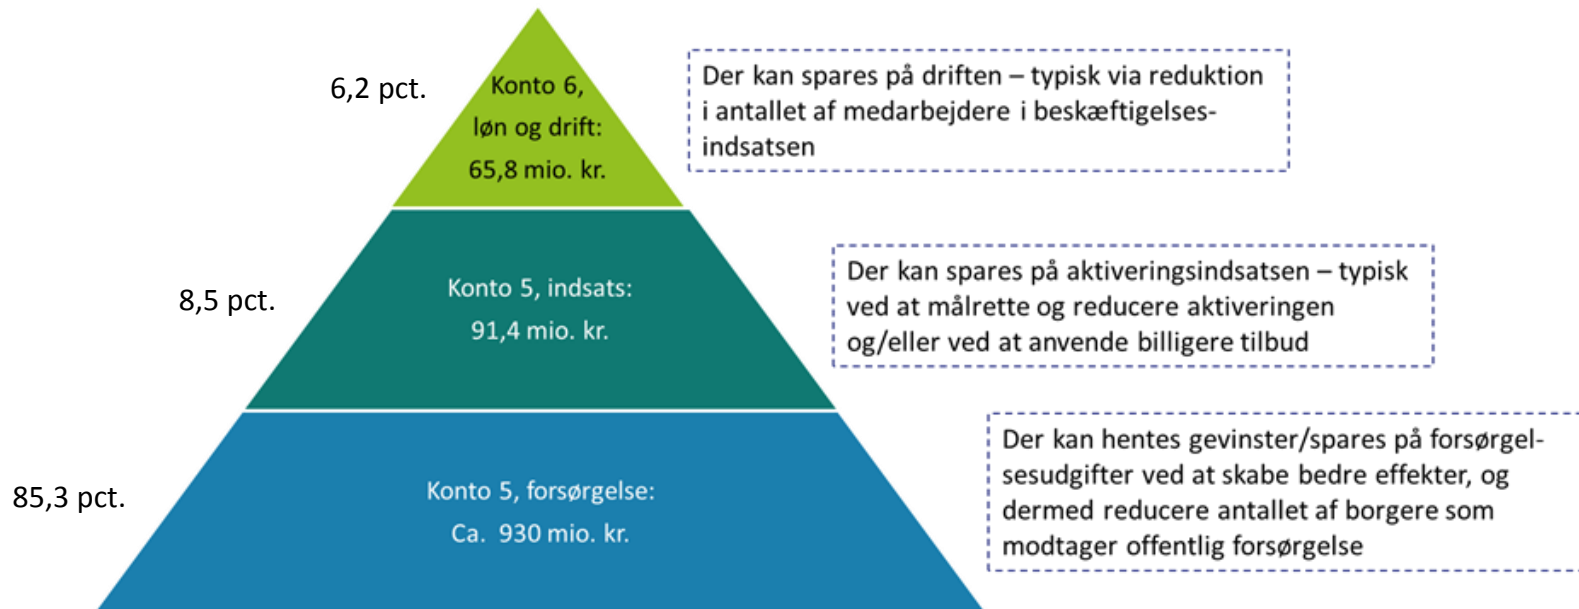 6,2 pct.
Konto 6,
løn og drift:
65,8 mio. kr.
Der kan spares på driften – typisk via reduktion
i antallet af medarbejdere i beskæftigelses-
indsatsen
8,5 pct.
Konto 5, indsats:
91,4 mio. kr.
Der kan spares på aktiveringsindsatsen – typisk
ved at målrette og reducere aktiveringen
og/eller ved at anvende billigere tilbud
85,3 pct.
Konto 5, forsørgelse:
Ca. 930 mio. kr.
Der kan hentes gevinster/spares på forsørgel-
sesudgifter ved at skabe bedre effekter, og
dermed reducere antallet af borgere som
modtager offentlig forsørgelse